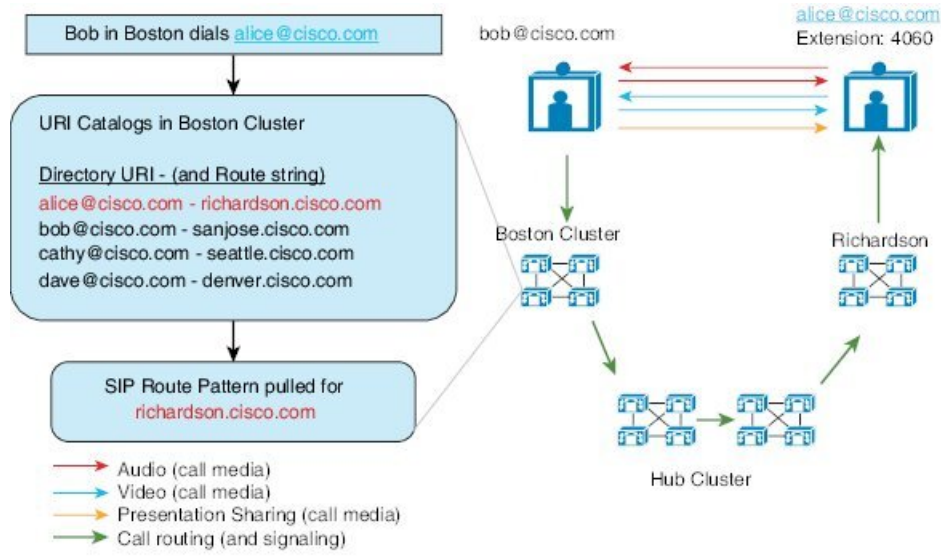 Bob in Boston dials alice@cisco.com
URI Catalogs in Boston Cluster
Directory URI - (and Route string)
alice@cisco.com - richardson.cisco.com
bob@cisco.com - sanjose.cisco.com
cathy@cisco.com - seattle.cisco.com
dave@cisco.com - denver.cisco.com
SIP Route Pattern pulled for
richardson.cisco.com
Audio (call media)
Video (call media)
Presentation Sharing (call media)
Call routing (and signaling)
bob@cisco.com
alice@cisco.com
Extension: 4060
Boston Cluster
Richardson
Hub Cluster